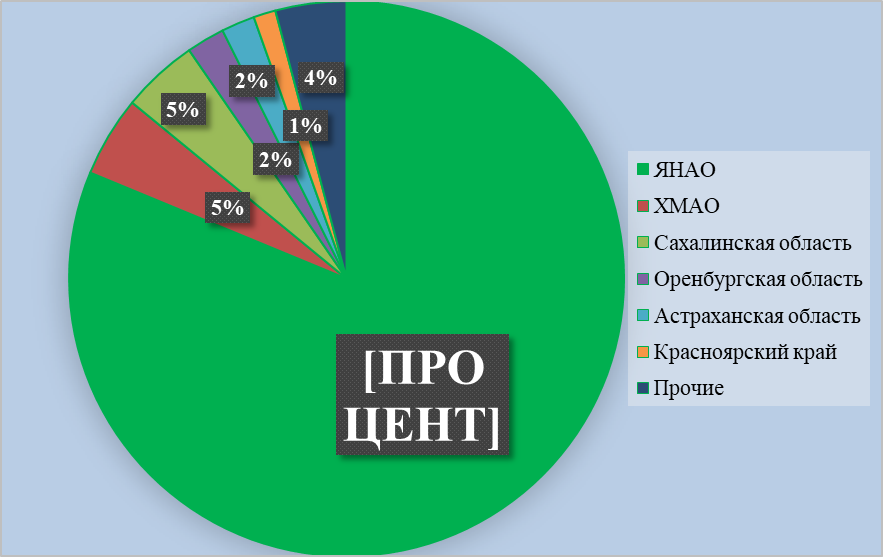 4%
2%
5%
1%
2%
5%
[ПРО
ЦЕНТ]
ЯНАО
ХМАО
Сахалинская область
Оренбургская область
Астраханская область
Красноярский край
Прочие